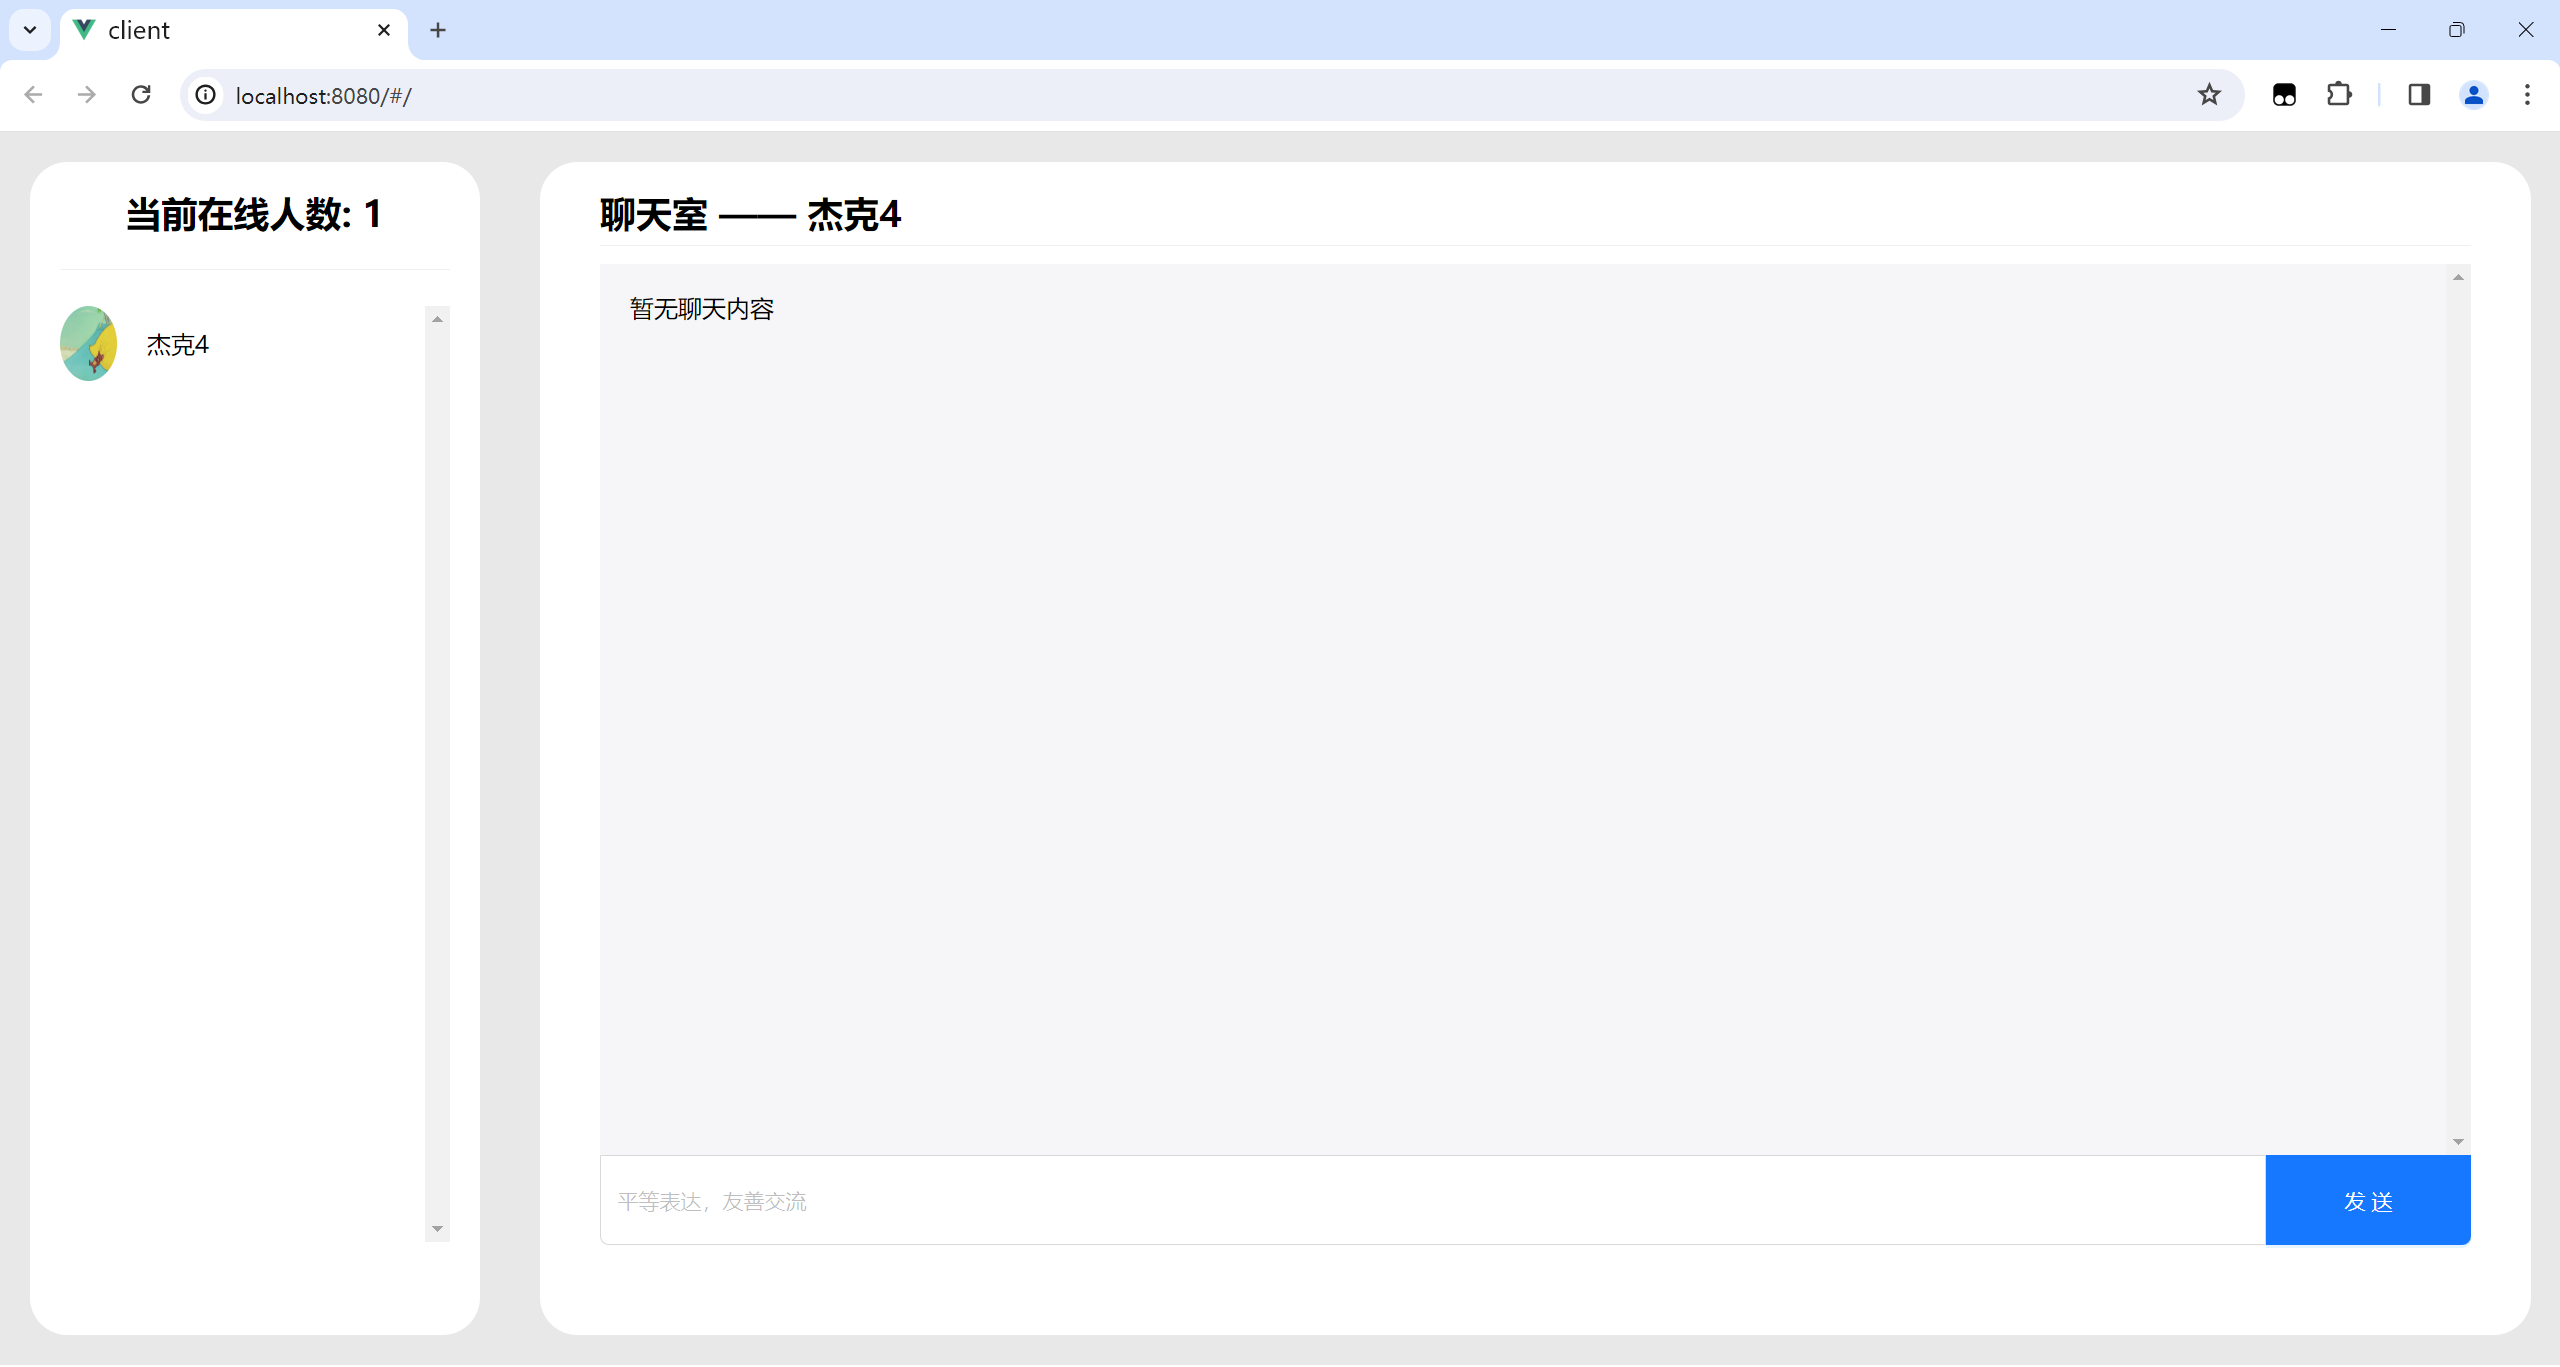 client
localhost:8080/#/
当前在线人数: 1
杰克4
聊天室 —— 杰克4
暂无聊天内容
平等表达，友善交流
发 送